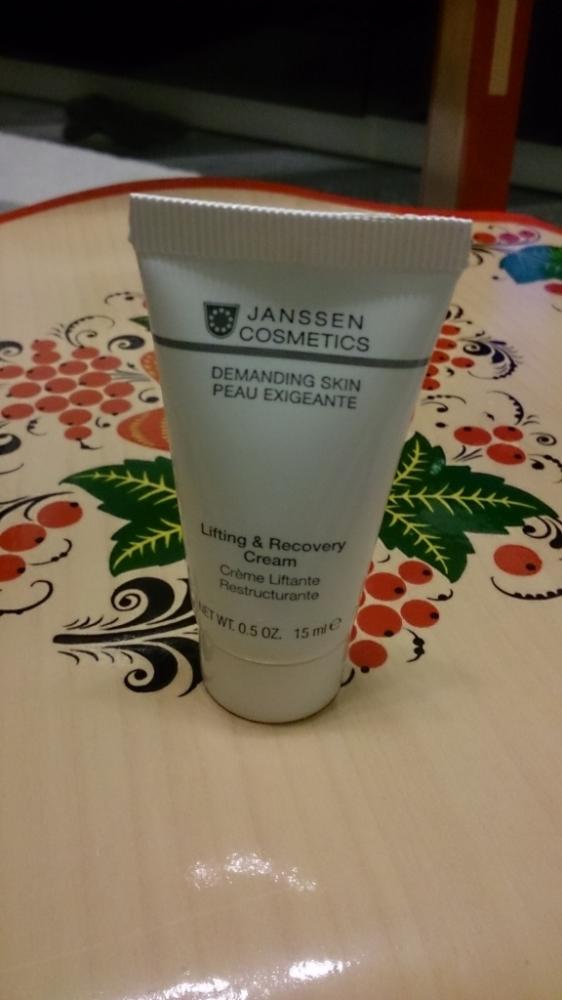 JANSSEN
COSMETICS
DEMANDING SKIN
PEAU EXIGEANTE
Lifting & Recovery
Cream
Crème Liftante
Restructurante
NET WT. 0.5 OZ. 15 ml ℮